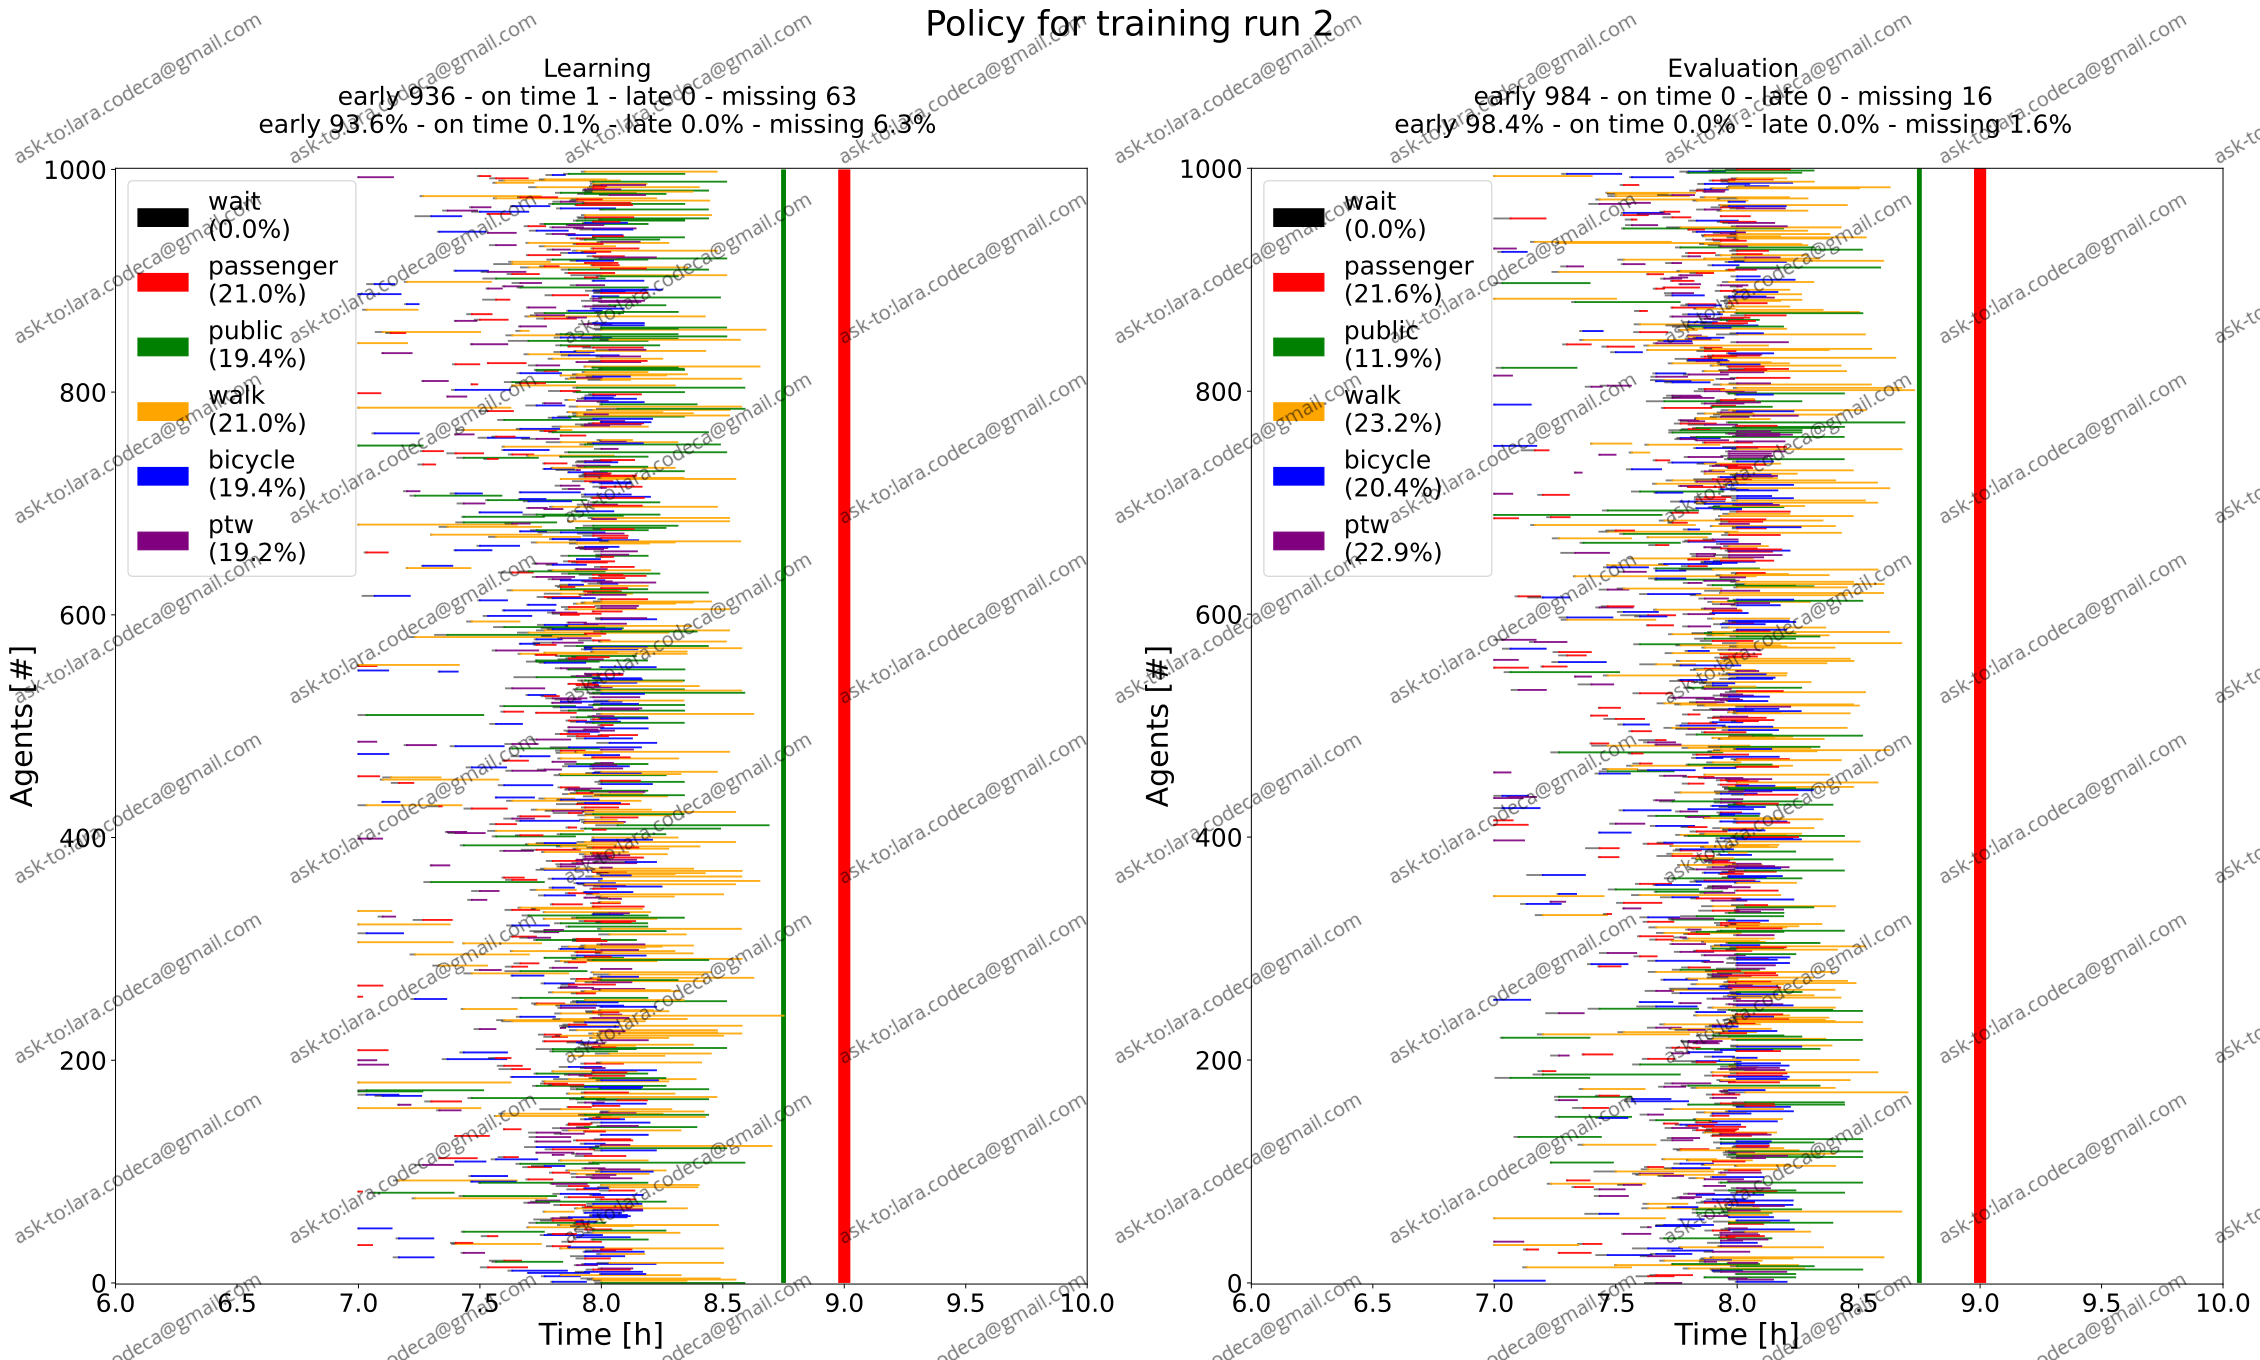 Policy for training run 2
Learning
early 936 - on time 1 - late 0 - missing 63
early 93.6% - on time 0.1% - late 0.0% - missing 6.3%
1000
800
600
400
200
0
Agents [#]
wait
(0.0%)
passenger
(21.0%)
public
(19.4%)
walk
(21.0%)
bicycle
(19.4%)
ptw
(19.2%)
6.0 6.5 7.0 7.5 8.0 8.5 9.0 9.5 10.0
Time [h]
Evaluation
early 984 - on time 0 - late 0 - missing 16
early 98.4% - on time 0.0% - late 0.0% - missing 1.6%
1000
800
600
400
200
0
Agents [#]
wait
(0.0%)
passenger
(21.6%)
public
(11.9%)
walk
(23.2%)
bicycle
(20.4%)
ptw
(22.9%)
6.0 6.5 7.0 7.5 8.0 8.5 9.0 9.5 10.0
Time [h]
ask-to:lara.codeca@gmail.com